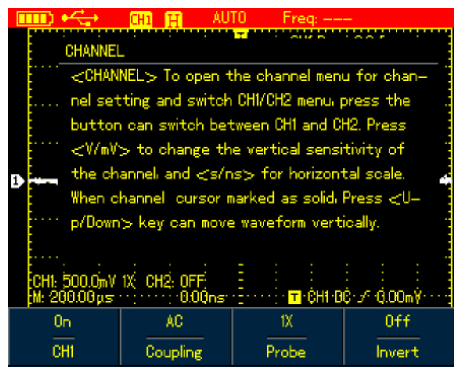 CH1 H AUTO Freq: ---
CHANNEL
<CHANNEL> To open the channel menu for chan-
nel setting and switch CH1/CH2 menu, press the
button can switch between CH1 and CH2. Press
<V/mV> to change the vertical sensitivity of
the channel and <s/ns> for horizontal scale.
When channel cursor marked as solid, Press <U-
p/Down> key can move waveform vertically.
1
CH1: 500.0mV 1X CH2: OFF
M: 200.00μs 0.00ns T CH1 DC 0.00mV
On AC 1X Off
CH1 Coupling Probe Invert